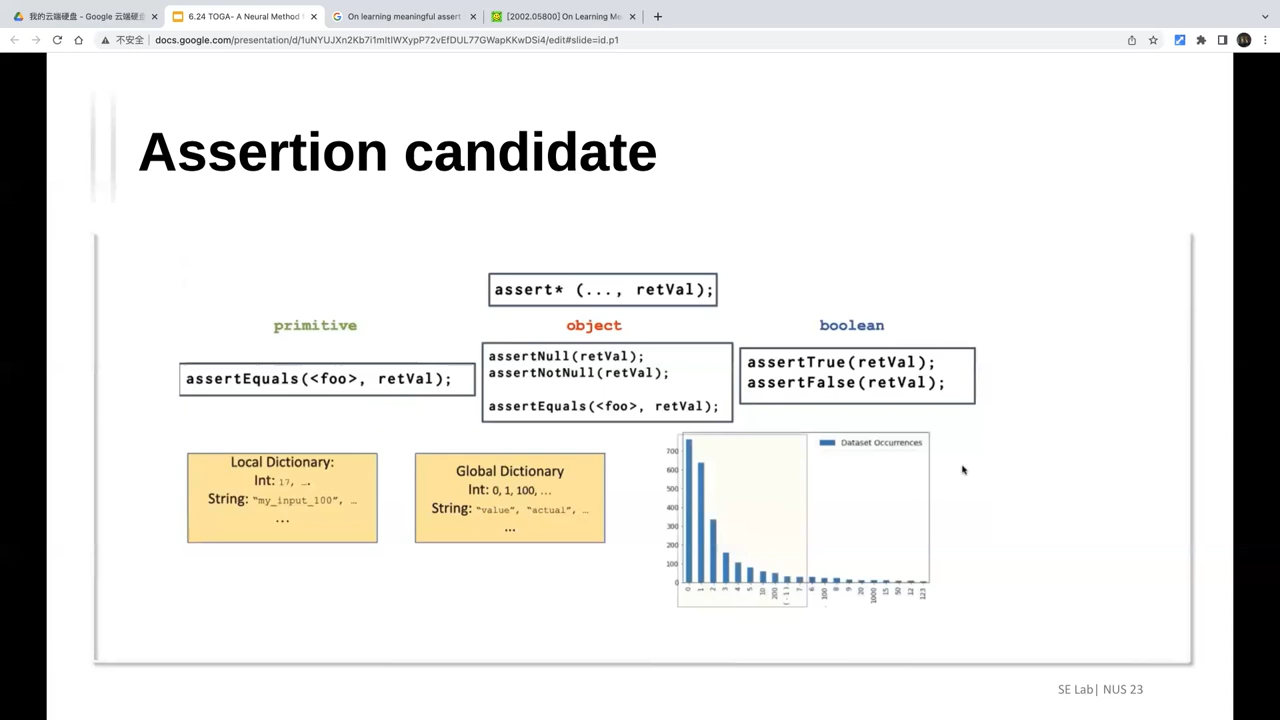 我的云端硬盘 - Google 云端硬盘
6.24 TOGA- A Neural Method
On learning meaningful assert
[2002.05800] On Learning Me
不安全
docs.google.com/presentation/d/1uNYUJXn2Kb7i1mItIWXypP72vEfDUL77GWapKKwDSi4/edit#slide=id.p1
Assertion candidate
assert* (..., retVal);
primitive
object
boolean
assertEquals(<foo>, retVal);
assertNull(retVal);
assertNotNull(retVal);
assertEquals(<foo>, retVal);
assertTrue(retVal);
assertFalse(retVal);
Local Dictionary:
Int: 17, ….
String: "my_input_100", …
...
Global Dictionary
Int: 0, 1, 100, …
String: "value", "actual", …
...
Dataset Occurrences
700
600
500
400
300
200
100
0
0 1 2 3 4 5 10 200 (-1) 7 6 100 8 9 20 1000 15 50 12 123
SE Lab| NUS 23